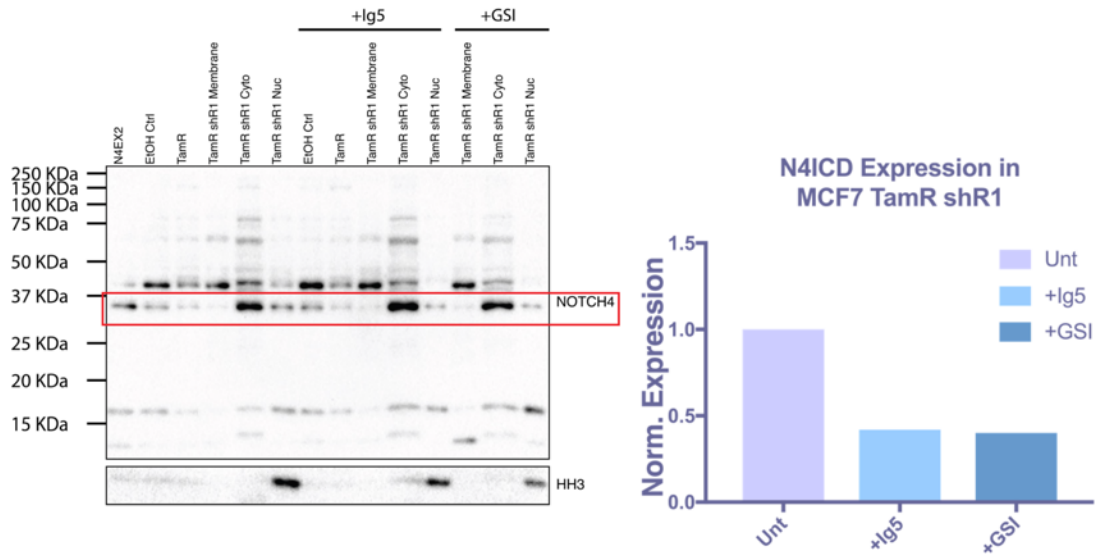 +Ig5
+GSI
N4EX2
EtOH Ctrl
TamR
TamR shR1 Membrane
TamR shR1 Cyto
TamR shR1 Nuc
EtOH Ctrl
TamR
TamR shR1 Membrane
TamR shR1 Cyto
TamR shR1 Nuc
TamR shR1 Membrane
TamR shR1 Cyto
TamR shR1 Nuc
250 KDa
150 KDa
100 KDa
75 KDa
50 KDa
37 KDa
25 KDa
20 KDa
15 KDa
NOTCH4
HH3
N4ICD Expression in
MCF7 TamR shR1
Norm. Expression
1.5
1.0
0.5
0.0
Unt
+Ig5
+GSI
Unt
+Ig5
+GSI